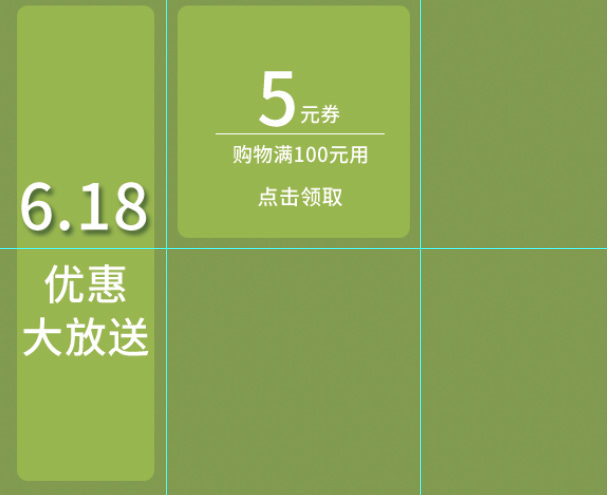 6.18
优惠
大放送
5元券
购物满100元用
点击领取